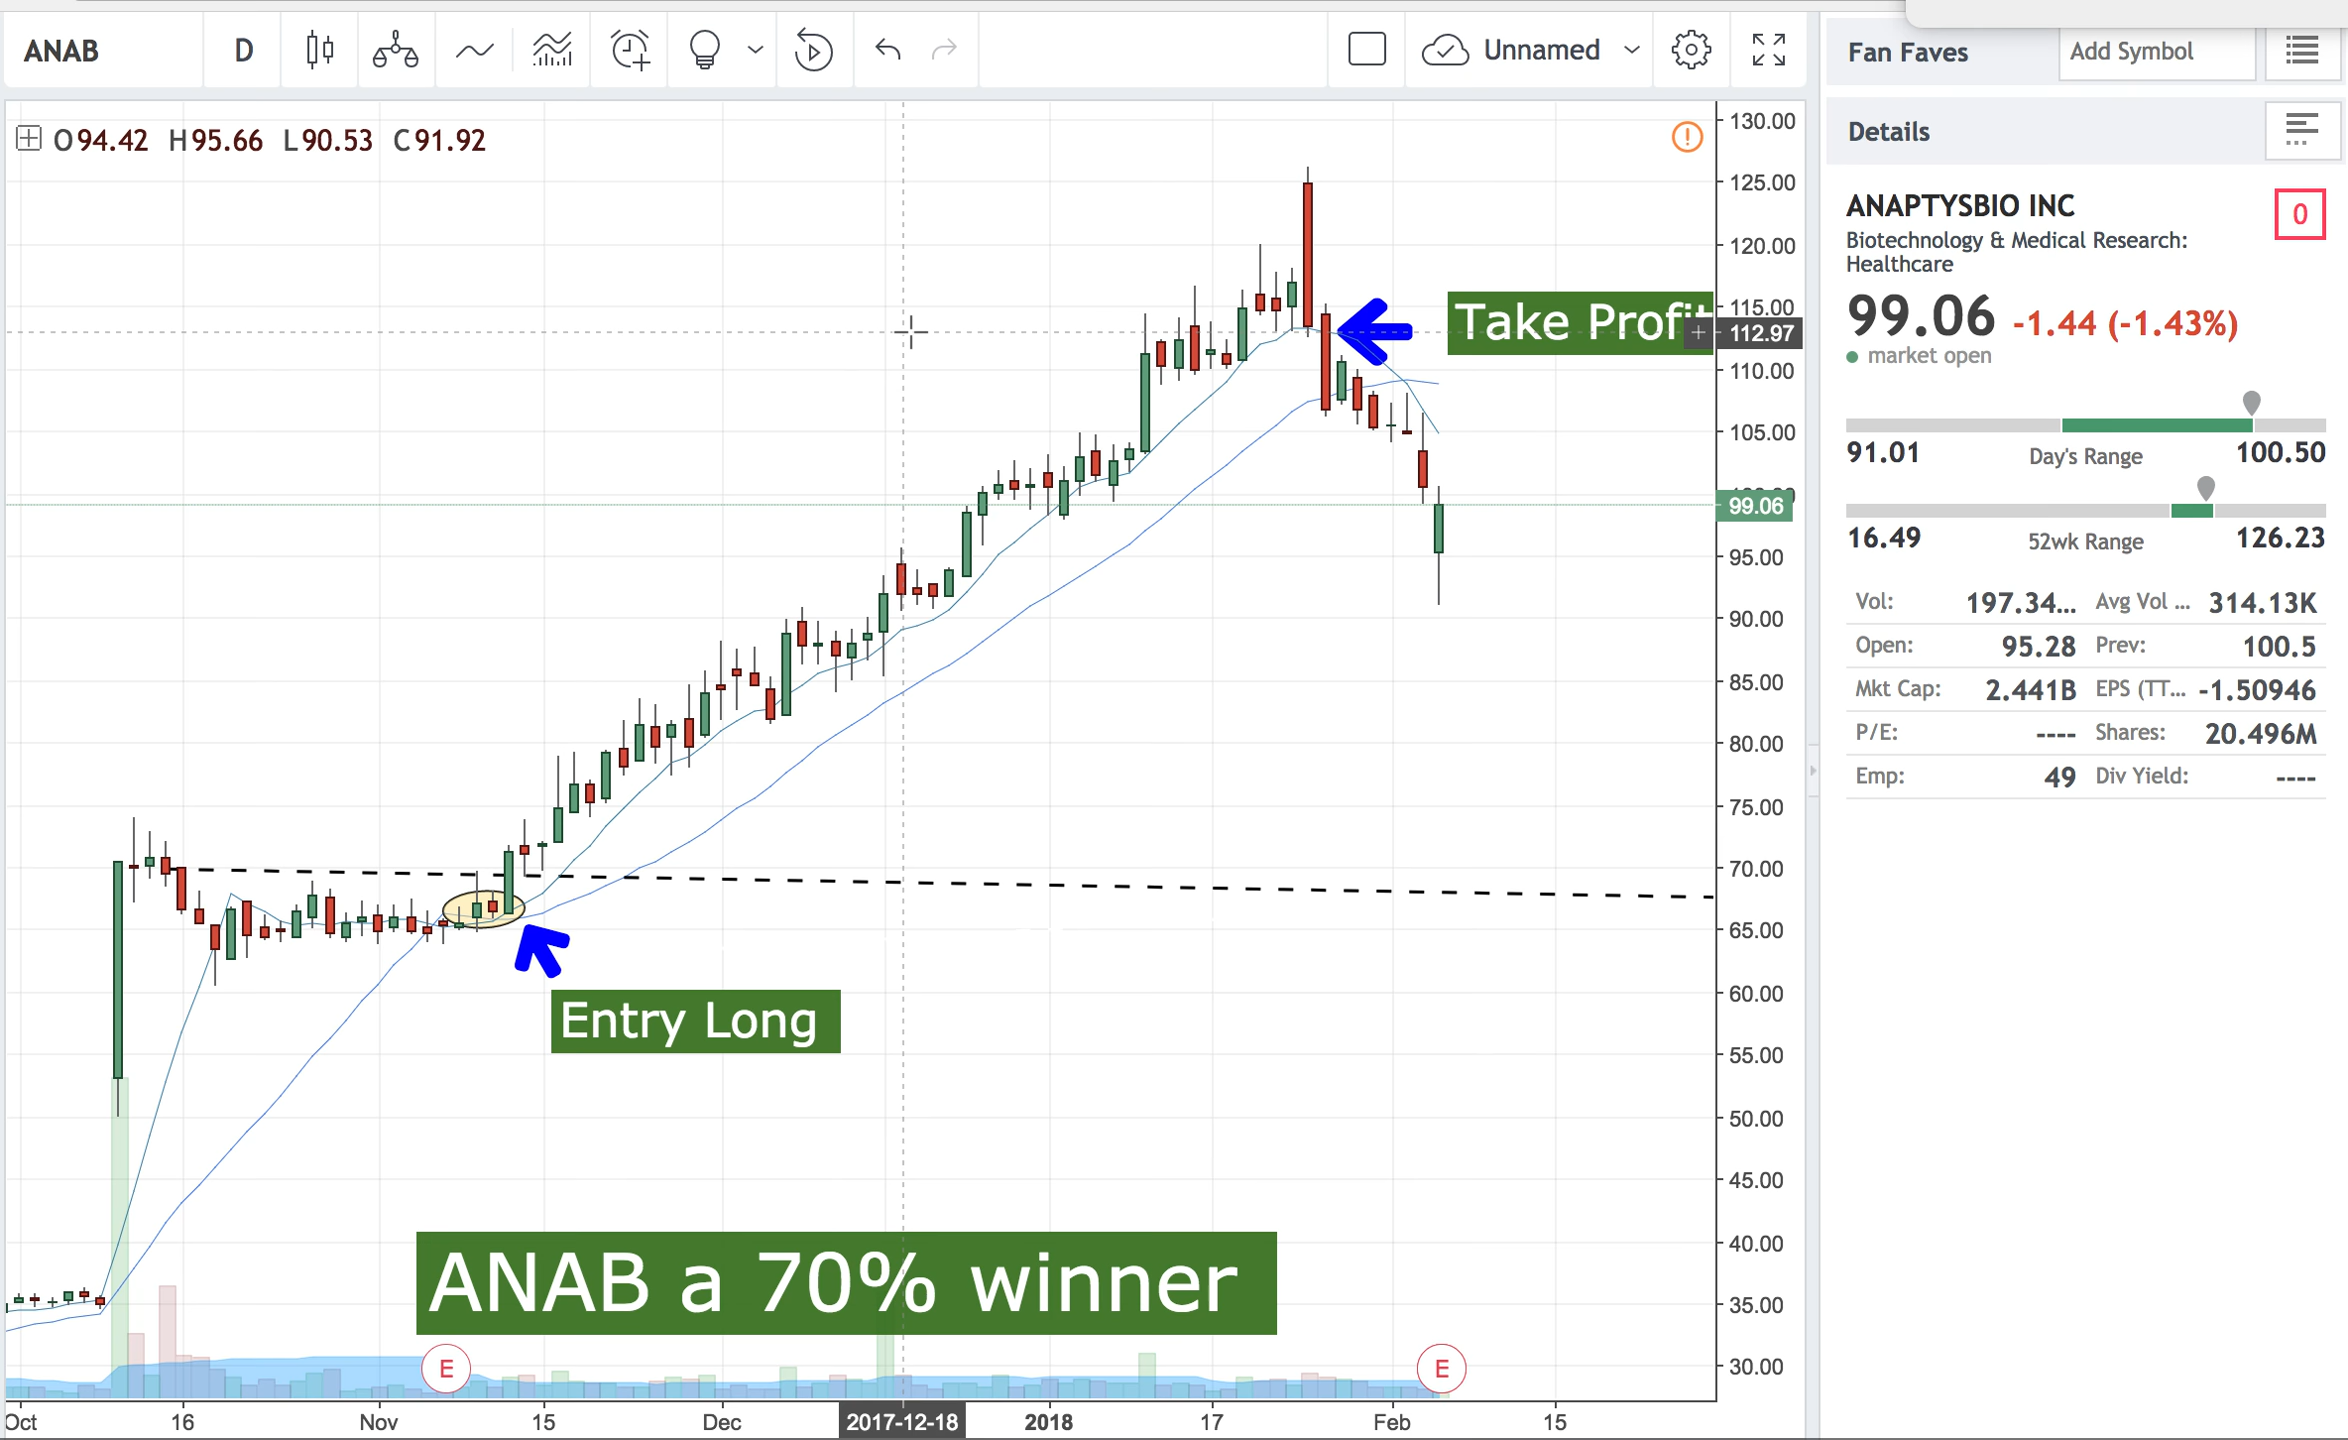 ANAB D Unnamed Fan Faves Add Symbol
O94.42 H95.66 L90.53 C91.92
Details
ANAPTYSBIO INC 0
Biotechnology & Medical Research:
Healthcare
99.06 -1.44 (-1.43%)
market open
91.01 Day's Range 100.50
16.49 52wk Range 126.23
Vol: 197.34... Avg Vol ... 314.13K
Open: 95.28 Prev: 100.5
Mkt Cap: 2.441B EPS (TT... -1.50946
P/E: ---- Shares: 20.496M
Emp: 49 Div Yield: ----
130.00
125.00
120.00
115.00
Take Profit
112.97
110.00
105.00
99.06
95.00
90.00
85.00
80.00
75.00
70.00
65.00
60.00
55.00
50.00
45.00
40.00
35.00
30.00
Entry Long
ANAB a 70% winner
E E
Oct 16 Nov 15 Dec 2017-12-18 2018 17 Feb 15